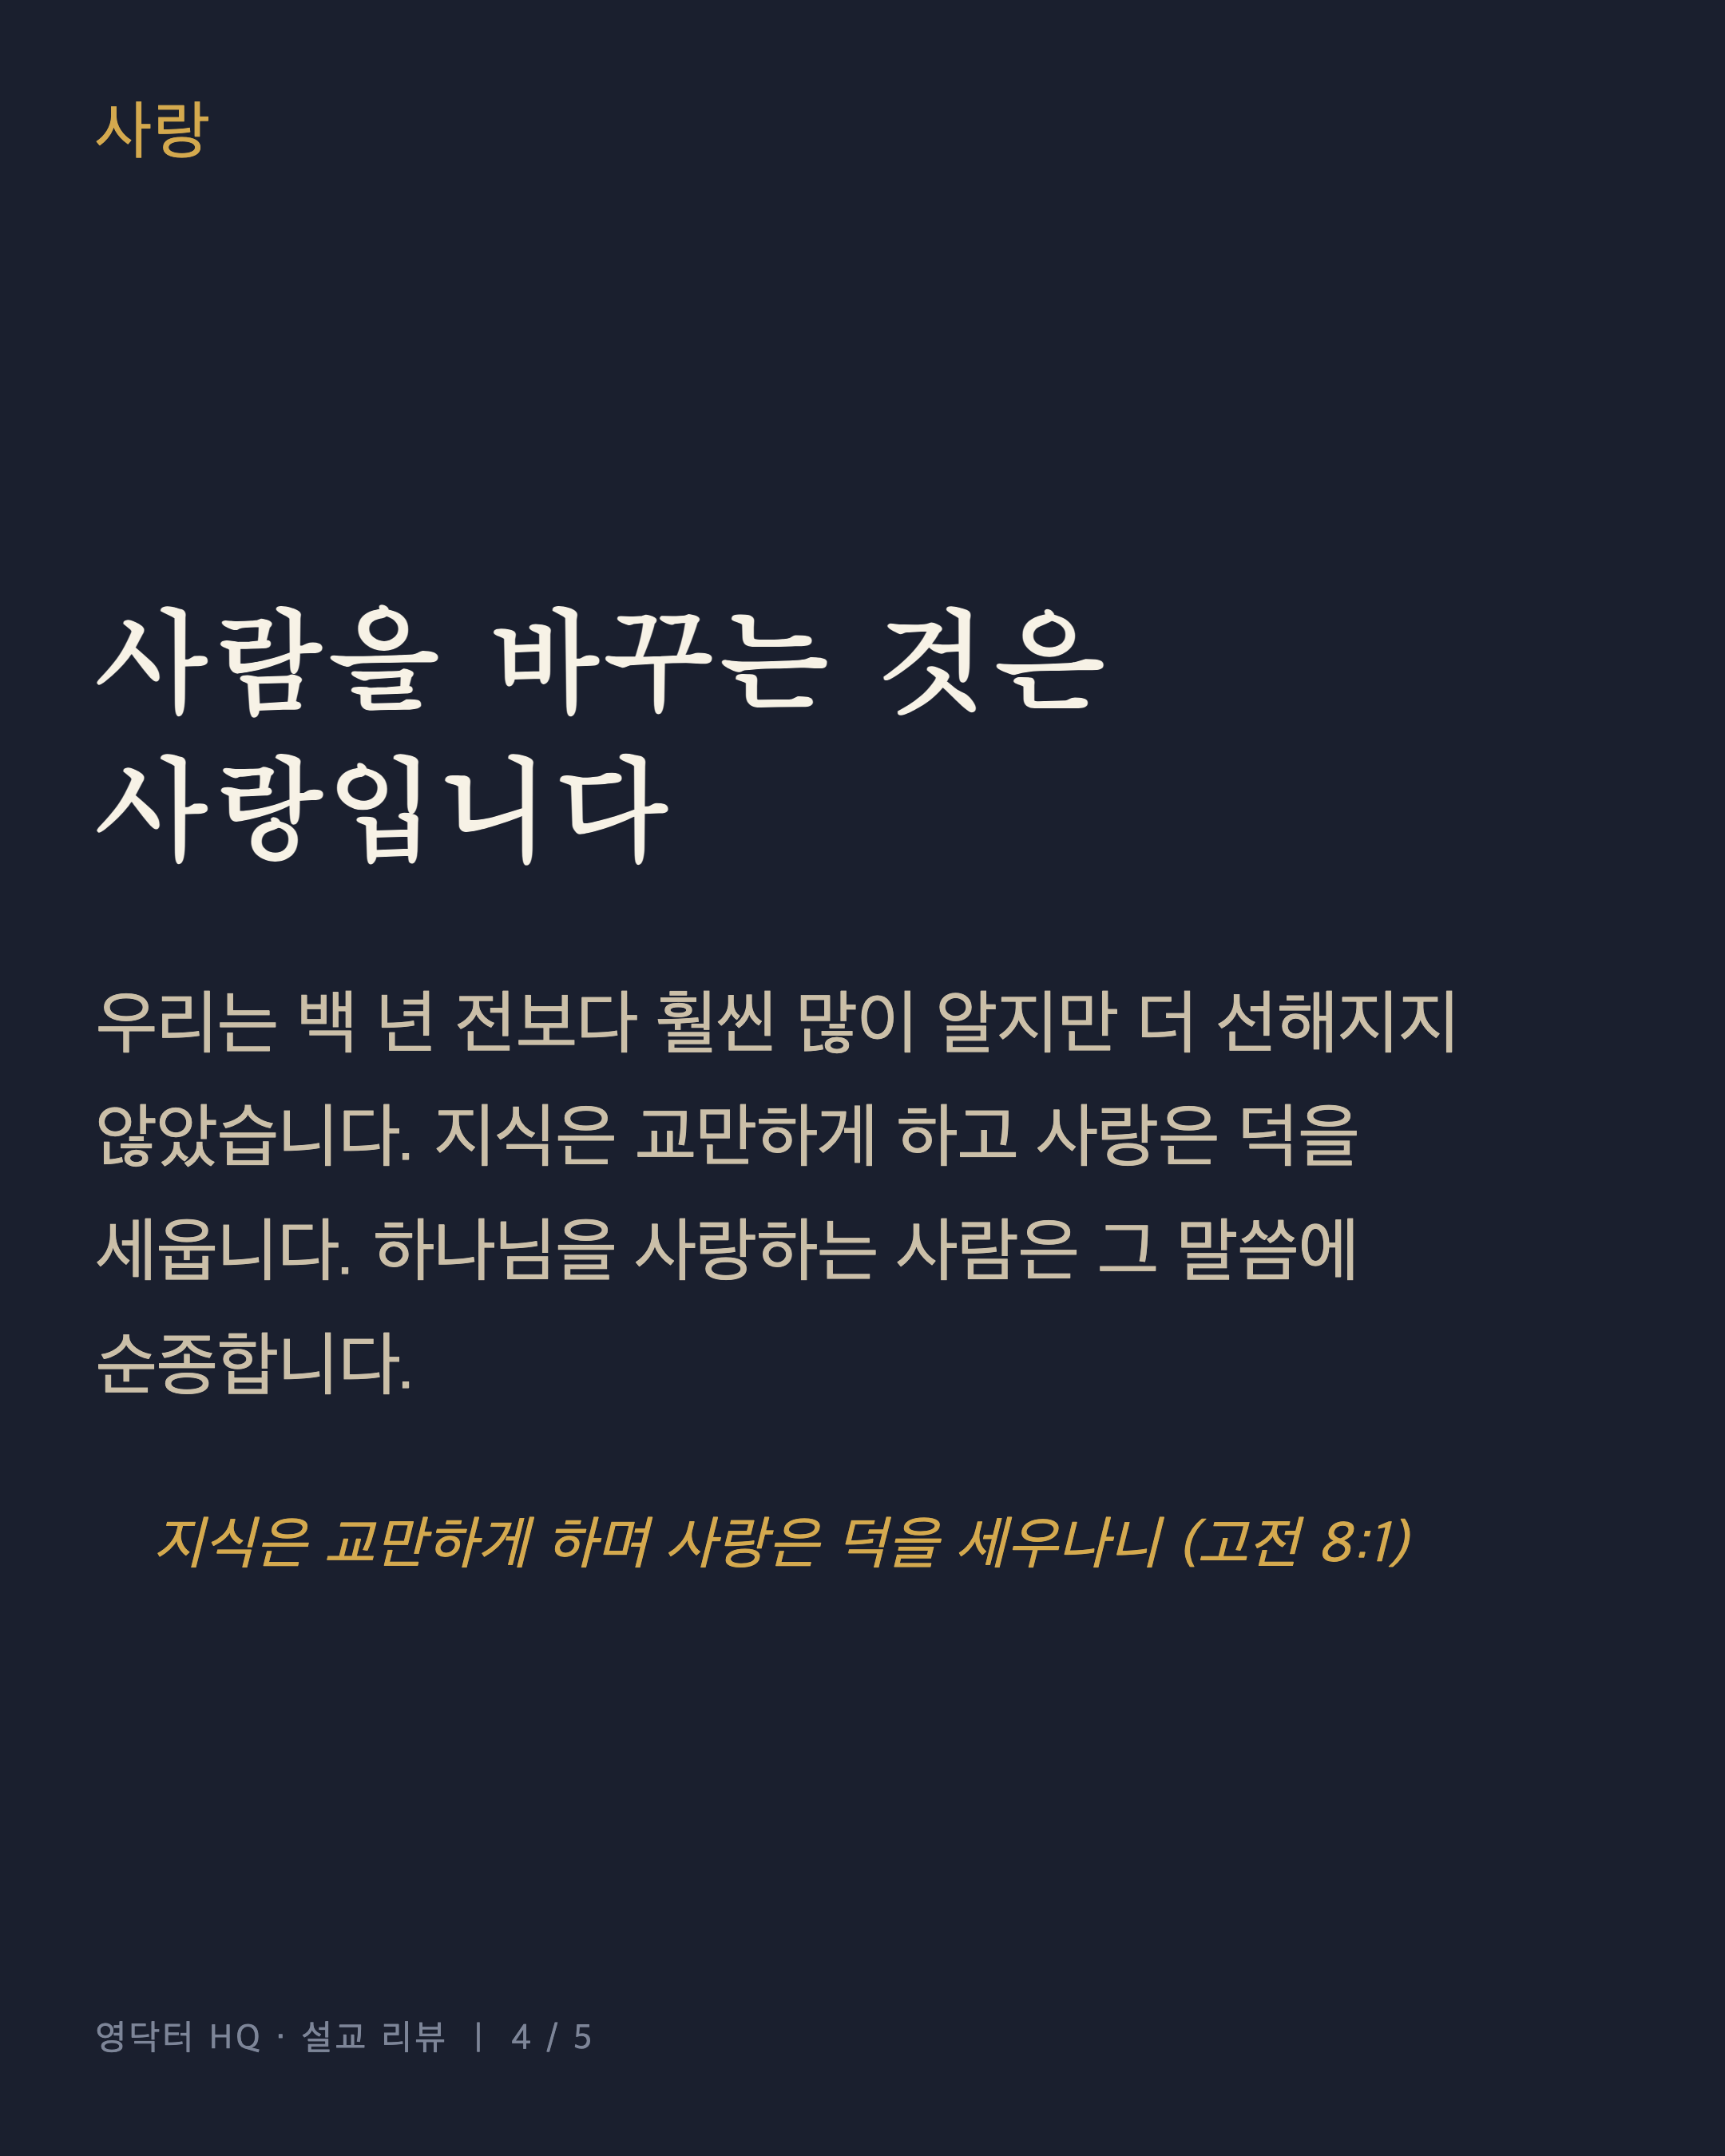 사랑
사람을 바꾸는 것은
사랑입니다
우리는 백 년 전보다 훨씬 많이 알지만 더 선해지지
않았습니다. 지식은 교만하게 하고 사랑은 덕을
세웁니다. 하나님을 사랑하는 사람은 그 말씀에
순종합니다.
지식은 교만하게 하며 사랑은 덕을 세우나니 (고전 8:1))
영닥터 HQ · 설교 리뷰 | 4 / 5